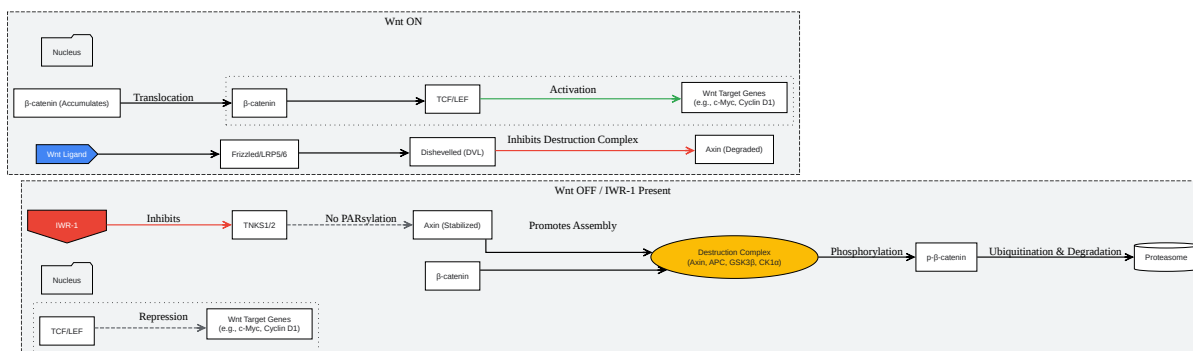 Wnt ON
Nucleus
β-catenin (Accumulates)
Translocation
β-catenin
TCF/LEF
Activation
Wnt Target Genes
(e.g., c-Myc, Cyclin D1)
Wnt Ligand
Frizzled/LRP5/6
Dishevelled (DVL)
Inhibits Destruction Complex
Axin (Degraded)
Wnt OFF / IWR-1 Present
IWR-1
Inhibits
TNKS1/2
No PARsylation
Axin (Stabilized)
Promotes Assembly
Nucleus
β-catenin
Destruction Complex
(Axin, APC, GSK3β, CK1α)
Phosphorylation
p-β-catenin
Ubiquitination & Degradation
Proteasome
TCF/LEF
Repression
Wnt Target Genes
(e.g., c-Myc, Cyclin D1)